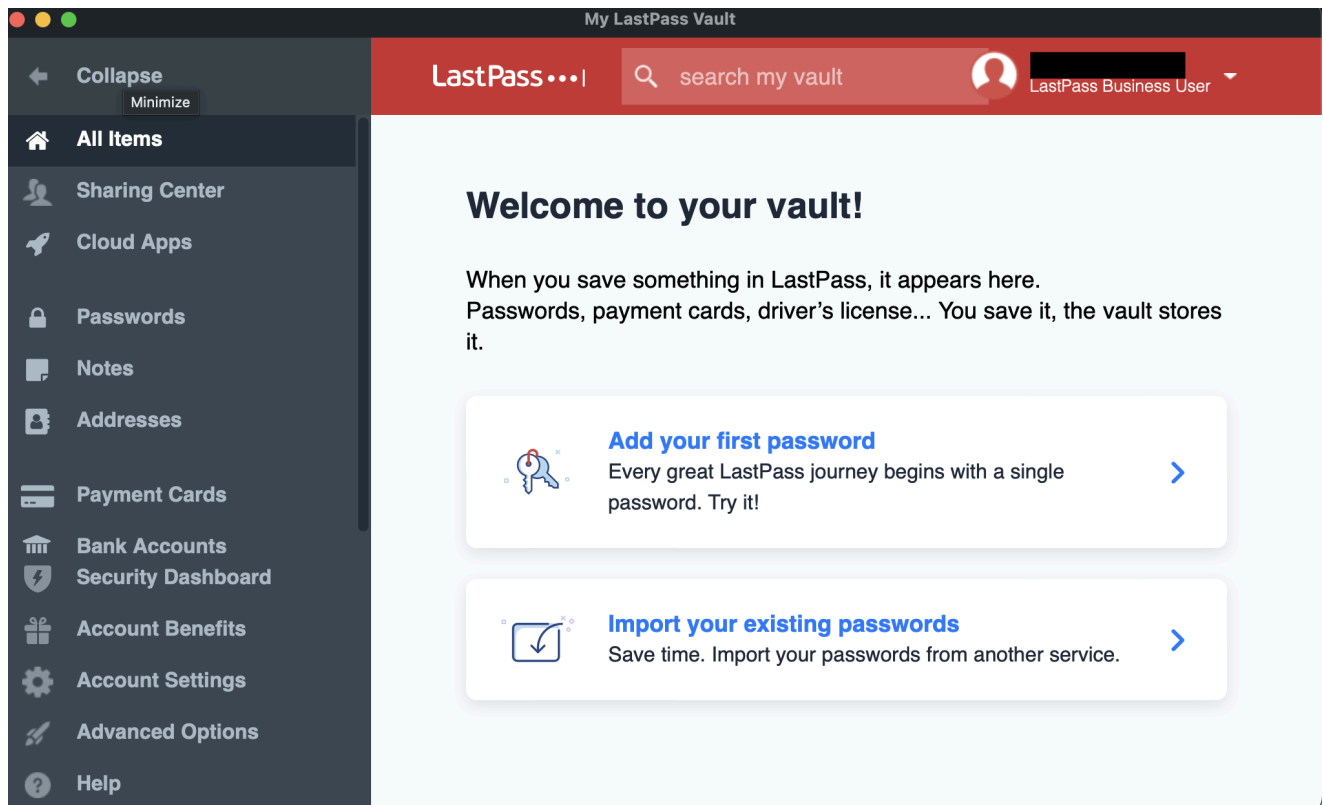 My LastPass Vault
Collapse
Minimize
All Items
Sharing Center
Cloud Apps
Passwords
Notes
Addresses
Payment Cards
Bank Accounts
Security Dashboard
Account Benefits
Account Settings
Advanced Options
Help
LastPass
search my vault
LastPass Business User
Welcome to your vault!
When you save something in LastPass, it appears here.
Passwords, payment cards, driver’s license... You save it, the vault stores
it.
Add your first password
Every great LastPass journey begins with a single
password. Try it!
Import your existing passwords
Save time. Import your passwords from another service.